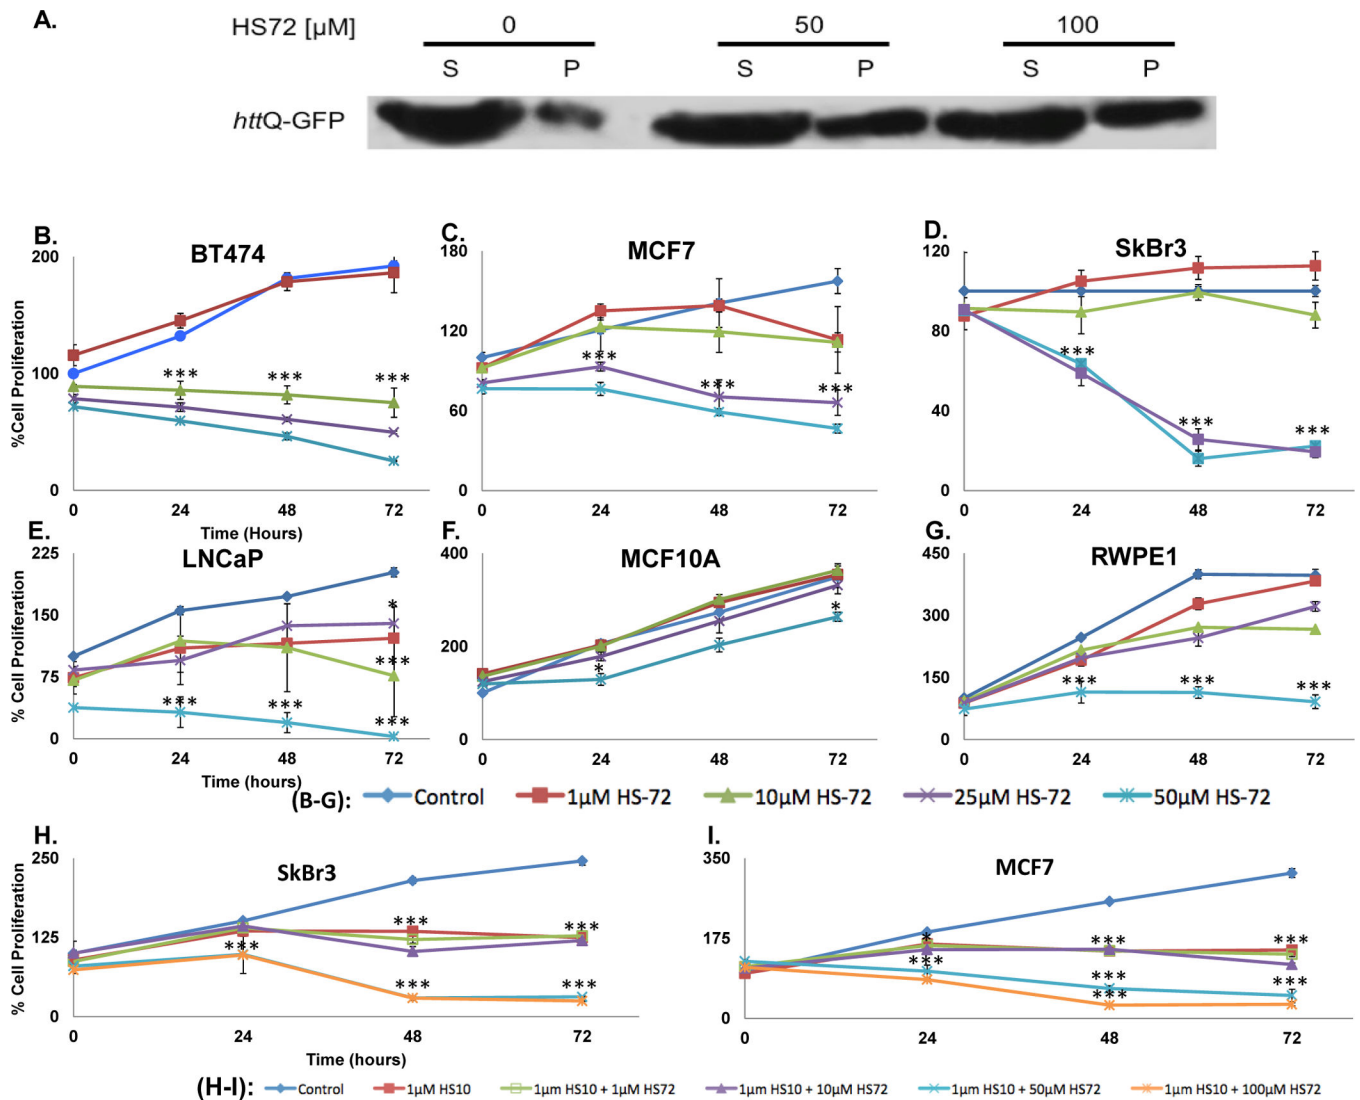 A.
HS72 [µM] 0 50 100
S P S P S P
httQ-GFP
B. BT474
%Cell Proliferation
200
100
0
0 24 48 72
Time (Hours)
*** *** ***
C. MCF7
180
120
60
0
0 24 48 72
*** *** ***
D. SkBr3
120
80
40
0
0 24 48 72
*** *** ***
E. LNCaP
% Cell Proliferation
225
150
75
0
0 24 48 72
Time (hours)
*** *** * *** ***
F. MCF10A
400
200
0
0 24 48 72
* *
G. RWPE1
450
300
150
0
0 24 48 72
*** *** ***
(B-G): Control 1µM HS-72 10µM HS-72 25µM HS-72 50µM HS-72
H. SkBr3
% Cell Proliferation
250
125
0
0 24 48 72
Time (hours)
*** *** *** *** ***
I. MCF7
350
175
0
0 24 48 72
* *** *** *** *** *** ***
(H-I): Control 1µM HS10 1µm HS10 + 1µM HS72 1µm HS10 + 10µM HS72 1µm HS10 + 50µM HS72 1µm HS10 + 100µM HS72